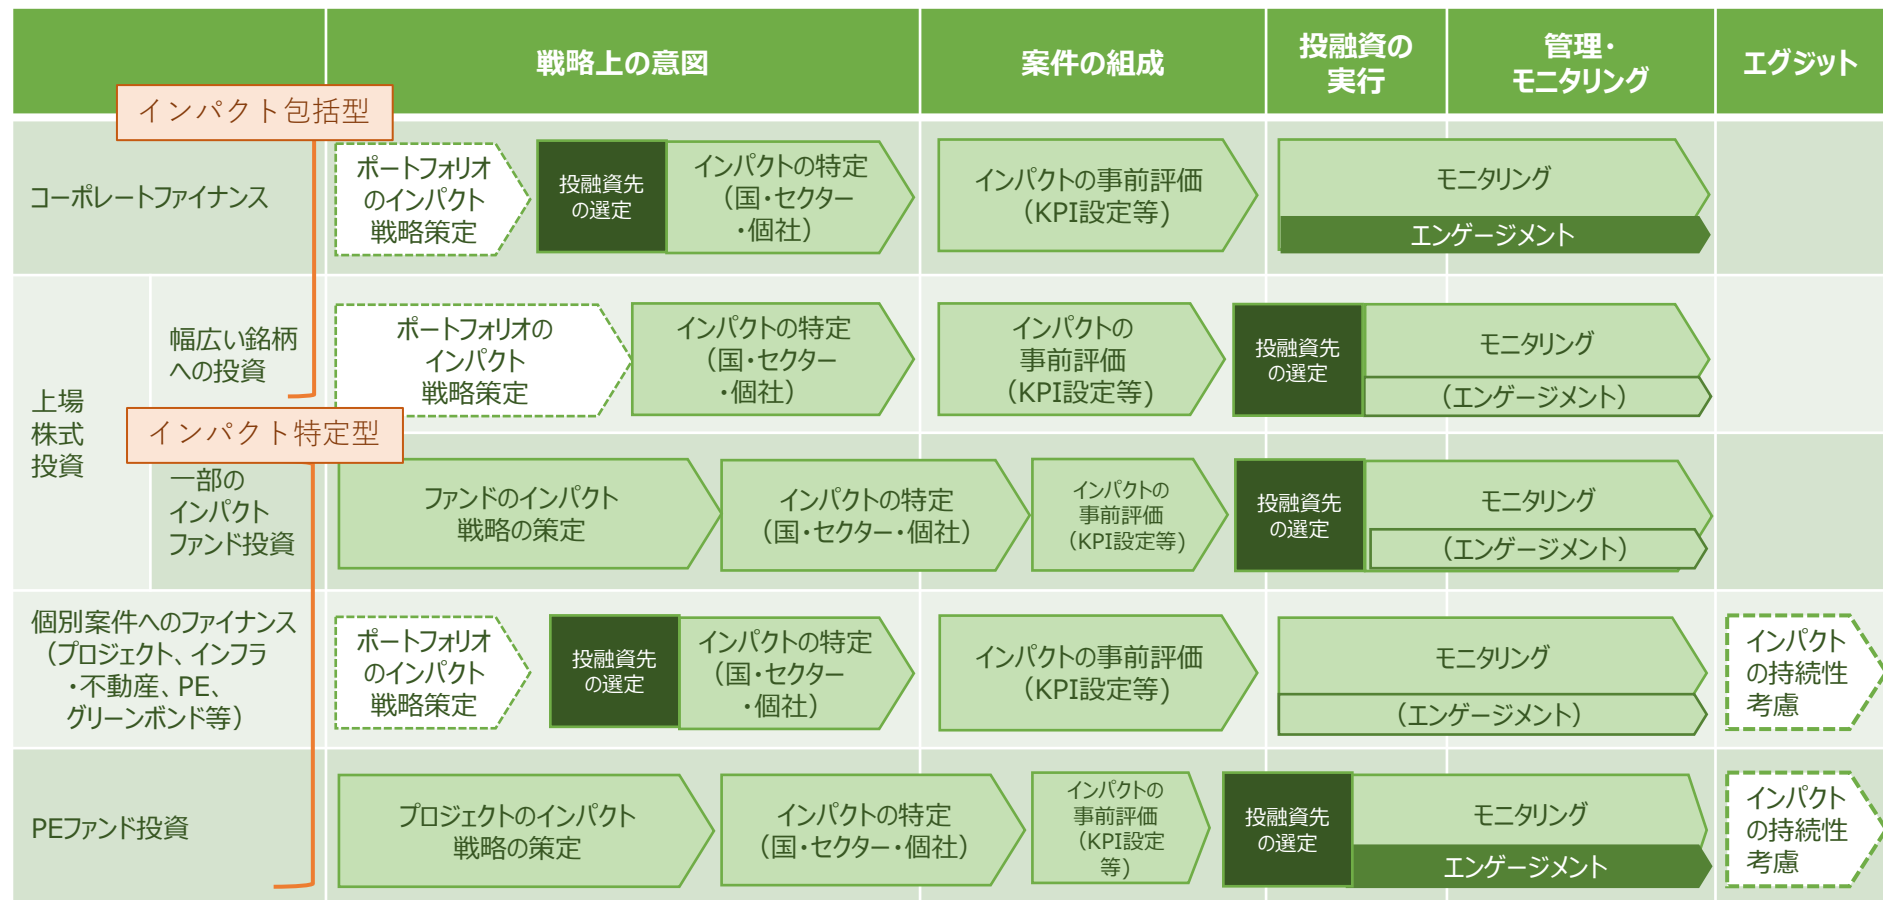 戦略上の意図
案件の組成
投融資の
実行
管理・
モニタリング
エグジット
インパクト包括型
コーポレートファイナンス
ポートフォリオ
のインパクト
戦略策定
投融資先
の選定
インパクトの特定
（国・セクター
・個社）
インパクトの事前評価
（KPI設定等）
モニタリング
エンゲージメント
上場
株式
投資
幅広い銘柄
への投資
ポートフォリオの
インパクト
戦略策定
インパクトの特定
（国・セクター
・個社）
インパクトの
事前評価
（KPI設定等）
投融資先
の選定
モニタリング
（エンゲージメント）
インパクト特定型
一部の
インパクト
ファンド投資
ファンドのインパクト
戦略の策定
インパクトの特定
（国・セクター・個社）
インパクトの
事前評価
（KPI設定等）
投融資先
の選定
モニタリング
（エンゲージメント）
個別案件へのファイナンス
（プロジェクト、インフラ
・不動産、PE、
グリーンボンド等）
ポートフォリオ
のインパクト
戦略策定
投融資先
の選定
インパクトの特定
（国・セクター
・個社）
インパクトの事前評価
（KPI設定等）
モニタリング
（エンゲージメント）
インパクト
の持続性
考慮
PEファンド投資
プロジェクトのインパクト
戦略の策定
インパクトの特定
（国・セクター・個社）
インパクトの
事前評価
（KPI設定
等）
投融資先
の選定
モニタリング
エンゲージメント
インパクト
の持続性
考慮